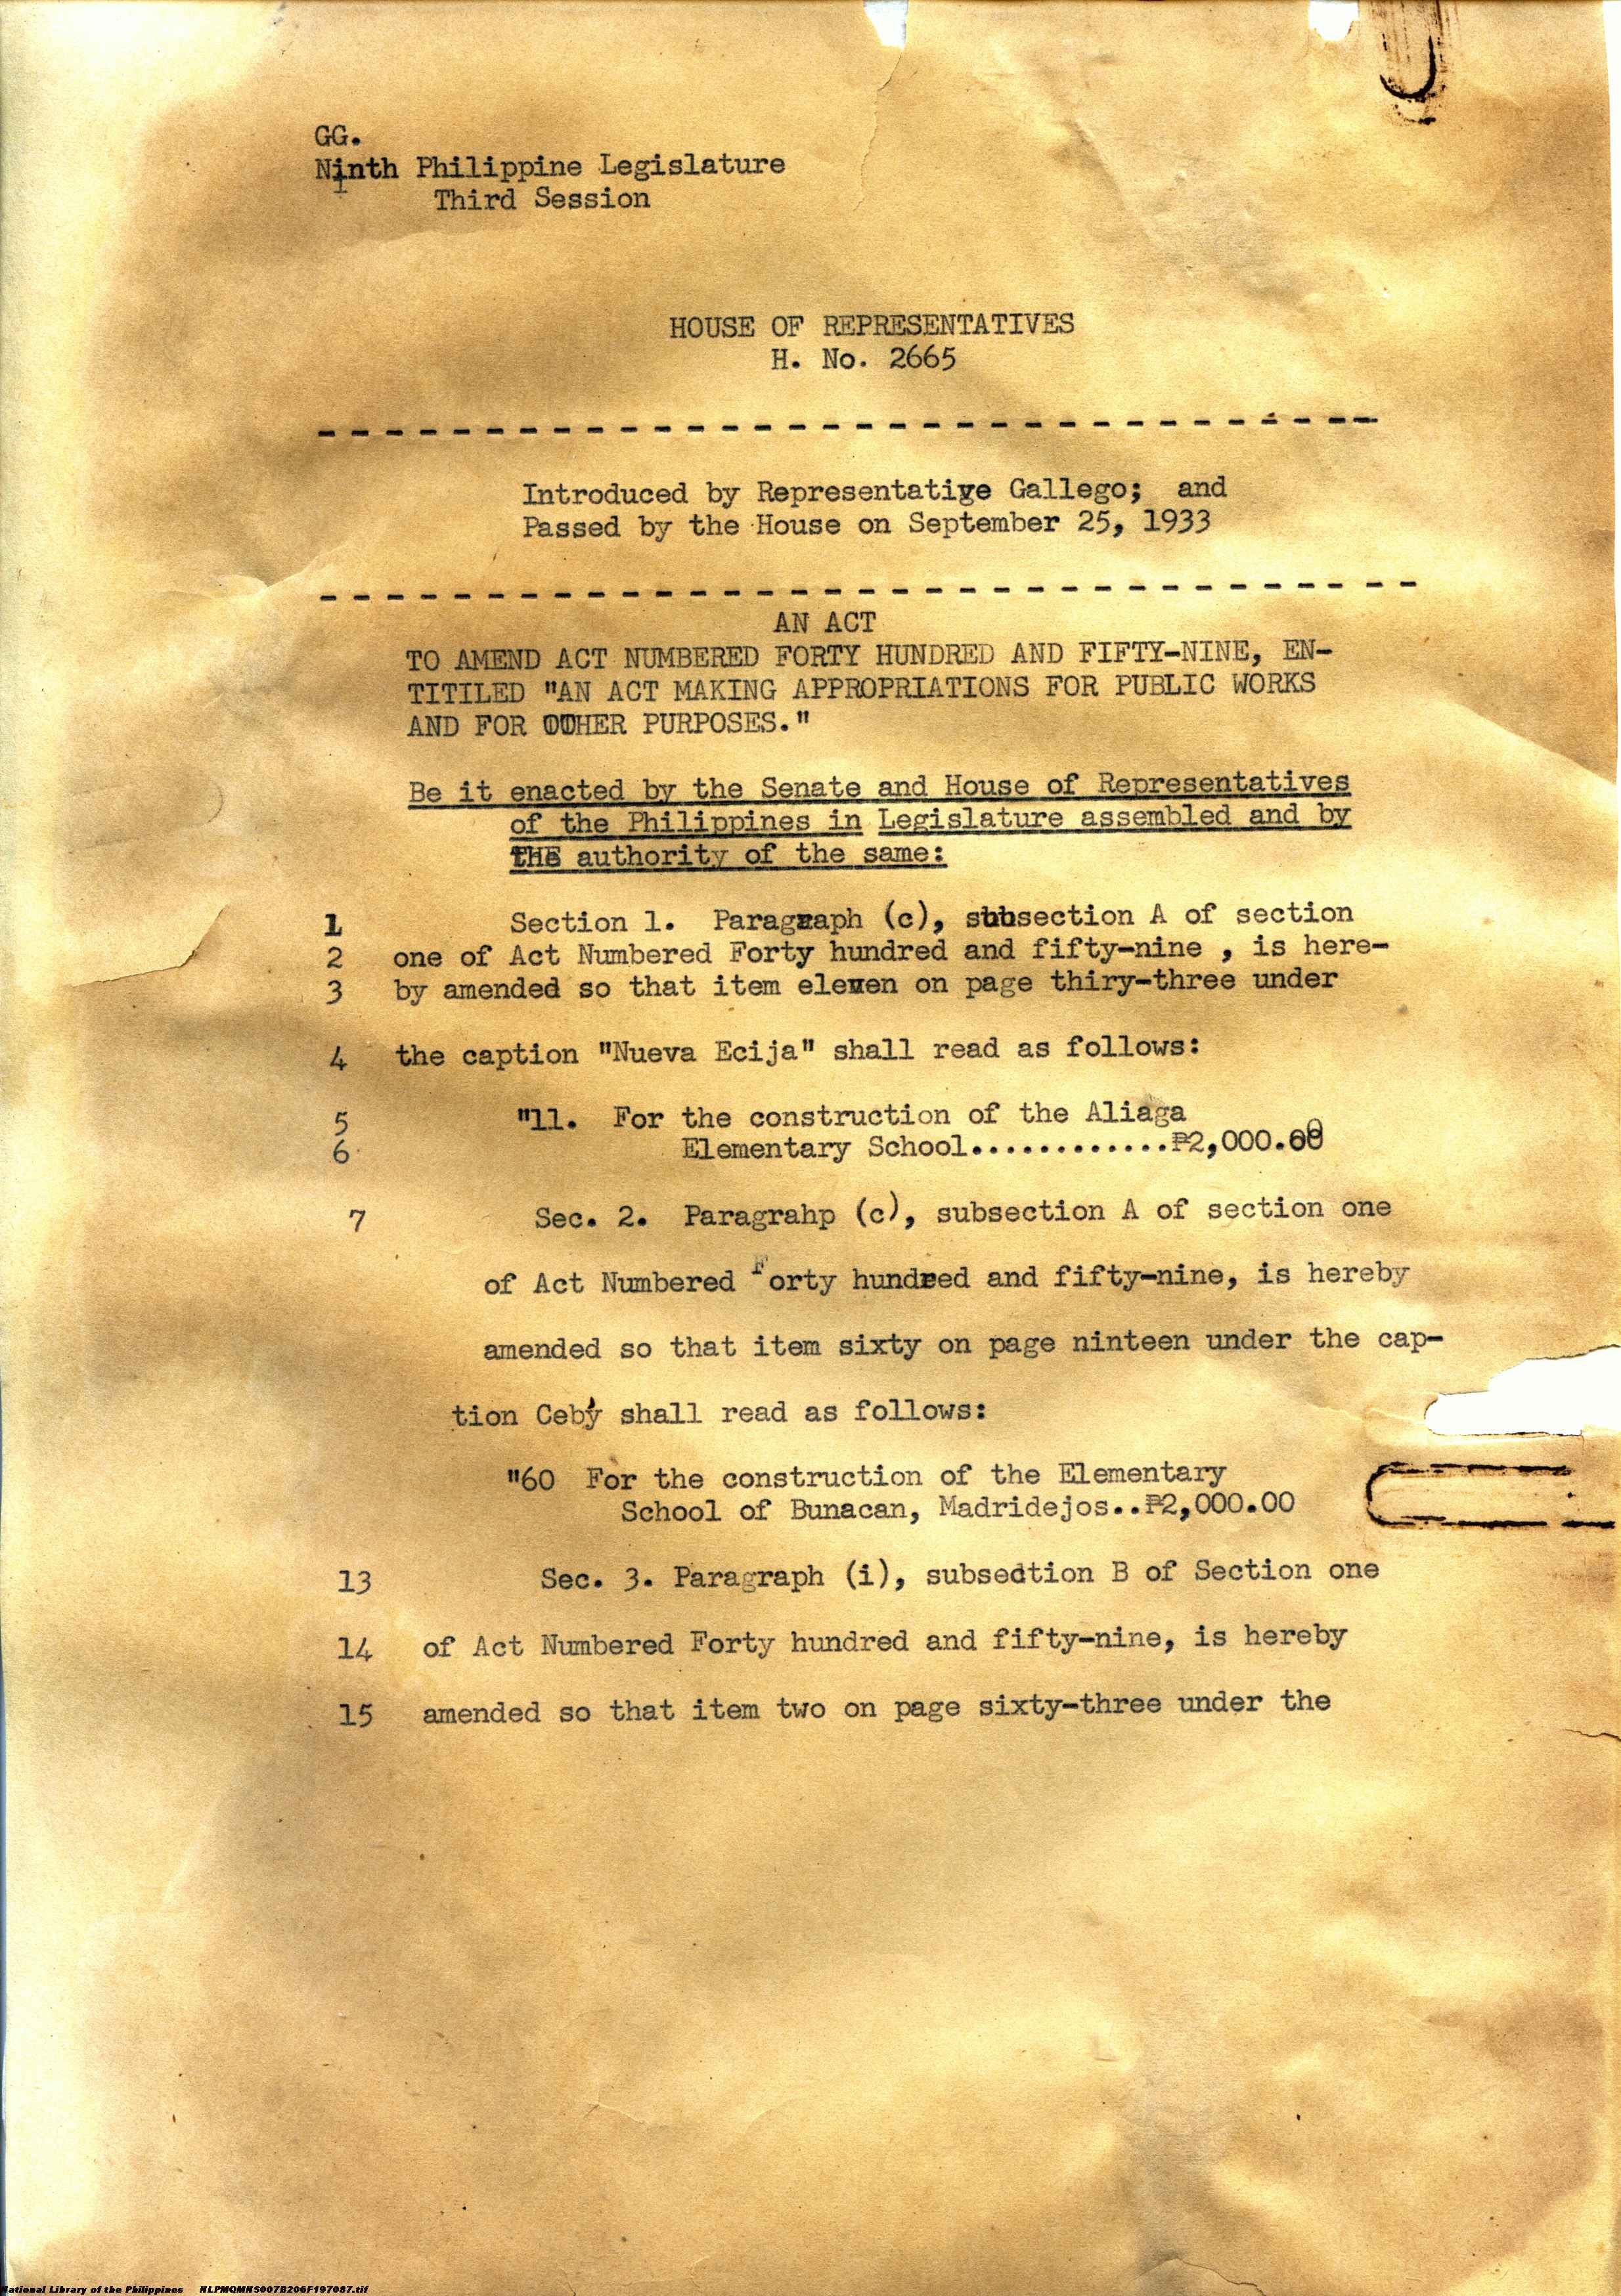 GG.
Ninth Philippine Legislature
Third Session
HOUSE OF REPRESENTATIVES
H. No. 2665
- - - - - - - - - - - - - - - - - - - - - - - - - - - - - - - -
Introduced by Representative Gallego; and
Passed by the House on September 25, 1933
- - - - - - - - - - - - - - - - - - - - - - - - - - - - - - - - -
AN ACT
TO AMEND ACT NUMBERED FORTY HUNDRED AND FIFTY-NINE, EN-
TITILED "AN ACT MAKING APPROPRIATIONS FOR PUBLIC WORKS
AND FOR OTHER PURPOSES."
Be it enacted by the Senate and House of Representatives
of the Philippines in Legislature assembled and by
THE authority of the same:
1 Section 1. Paragraph (c), subsection A of section
2 one of Act Numbered Forty hundred and fifty-nine , is here-
3 by amended so that item eleven on page thiry-three under
4 the caption "Nueva Ecija" shall read as follows:
5 "11. For the construction of the Aliaga
6 Elementary School............₱2,000.00
7 Sec. 2. Paragrahp (c), subsection A of section one
of Act Numbered Forty hundred and fifty-nine, is hereby
amended so that item sixty on page ninteen under the cap-
tion Ceby shall read as follows:
"60 For the construction of the Elementary
School of Bunacan, Madridejos..₱2,000.00
13 Sec. 3. Paragraph (i), subsedtion B of Section one
14 of Act Numbered Forty hundred and fifty-nine, is hereby
15 amended so that item two on page sixty-three under the
National Library of the Philippines NLPMQMNS007B206F197087.tif